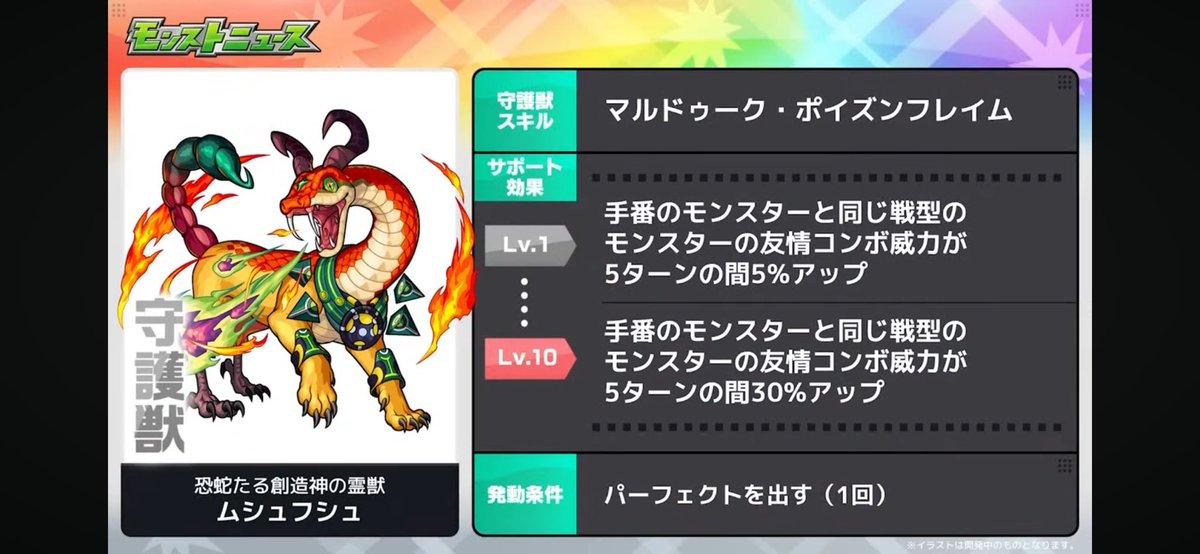 モンストニュース
守護獣
恐蛇たる創造神の霊獣
ムシュフシュ
守護獣
スキル
マルドゥーク・ポイズンフレイム
サポート
効果
Lv.1
手番のモンスターと同じ戦型の
モンスターの友情コンボ威力が
5ターンの間5%アップ
Lv.10
手番のモンスターと同じ戦型の
モンスターの友情コンボ威力が
5ターンの間30%アップ
発動条件
パーフェクトを出す（1回）
※イラストは開発中のものとなります。